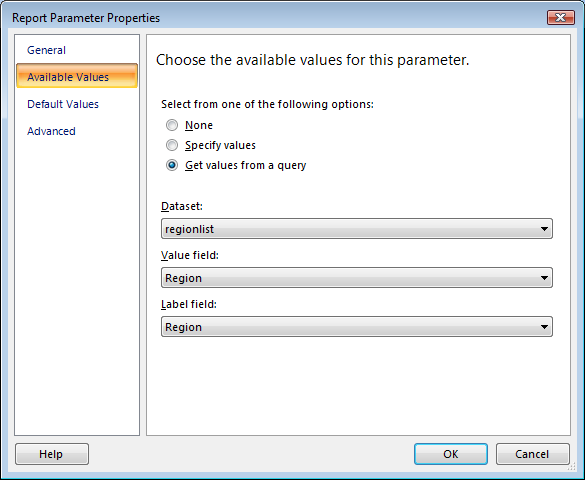 Report Parameter Properties
General
Available Values
Default Values
Advanced
Choose the available values for this parameter.
Select from one of the following options:
None
Specify values
Get values from a query
Dataset:
regionlist
Value field:
Region
Label field:
Region
Help
OK
Cancel